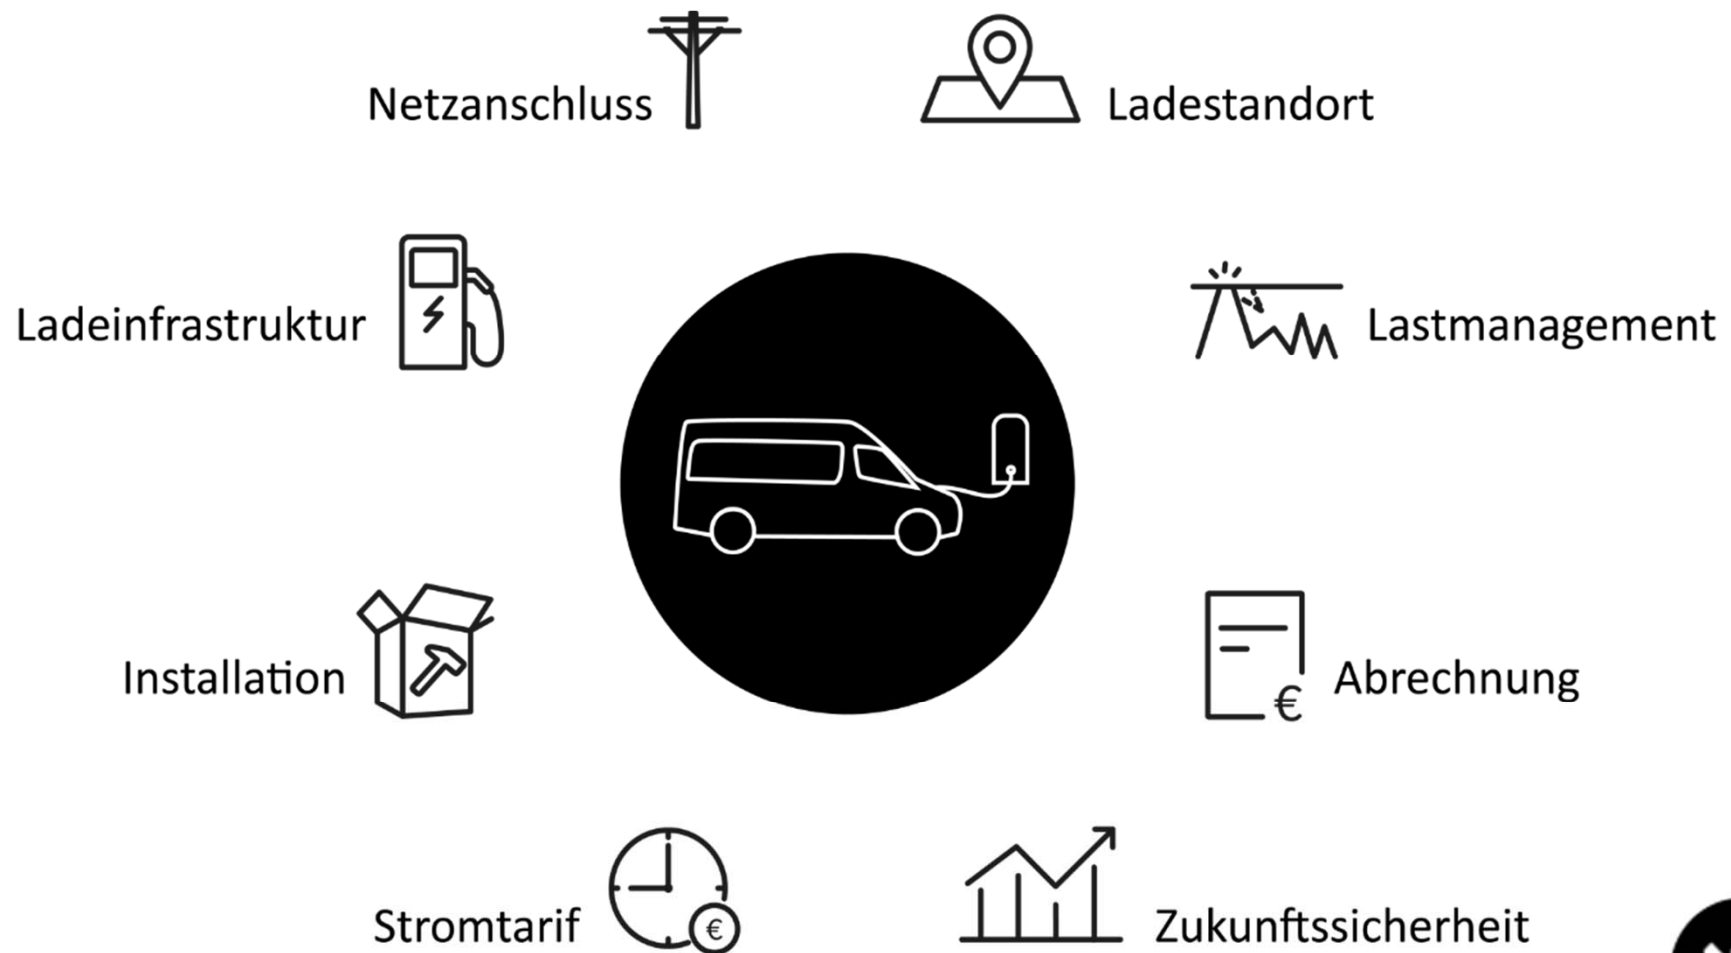 Netzanschluss
Ladestandort
Ladeinfrastruktur
Lastmanagement
Installation
€
Abrechnung
Stromtarif
€
Zukunftssicherheit